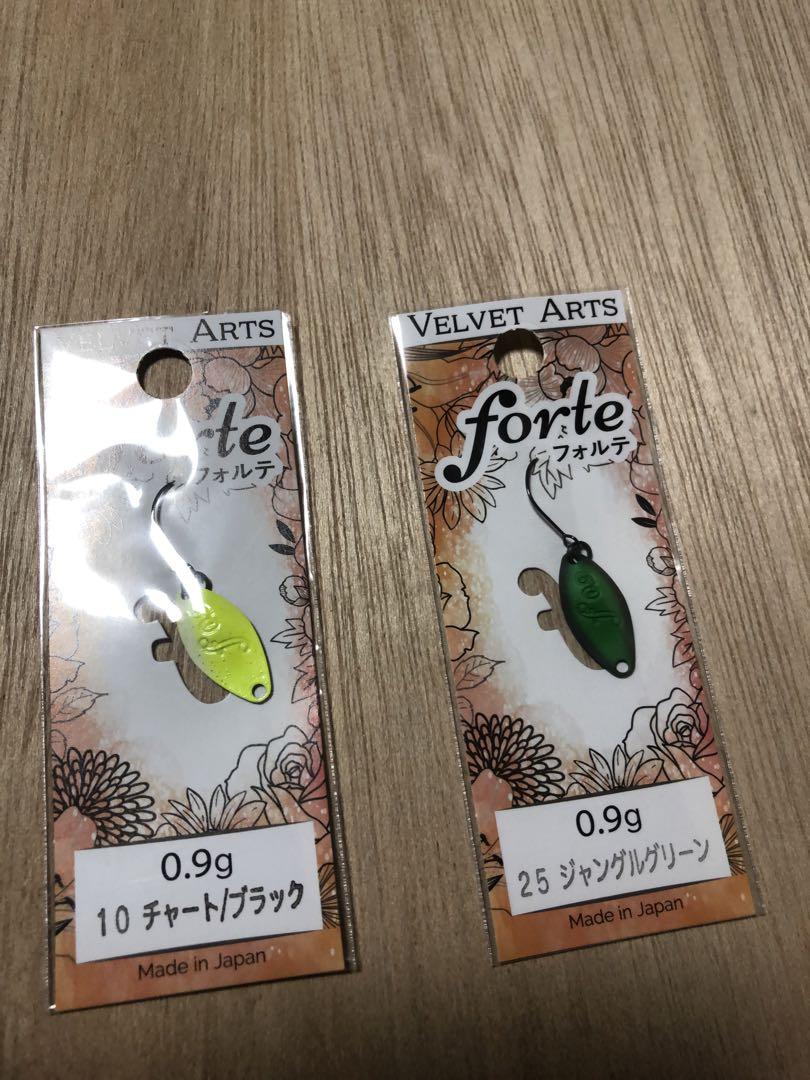 VELVET ARTS
forte
フォルテ
0.9g
10 チャート/ブラック
Made in Japan
VELVET ARTS
forte
フォルテ
for
0.9g
25 ジャングルグリーン
Made in Japan